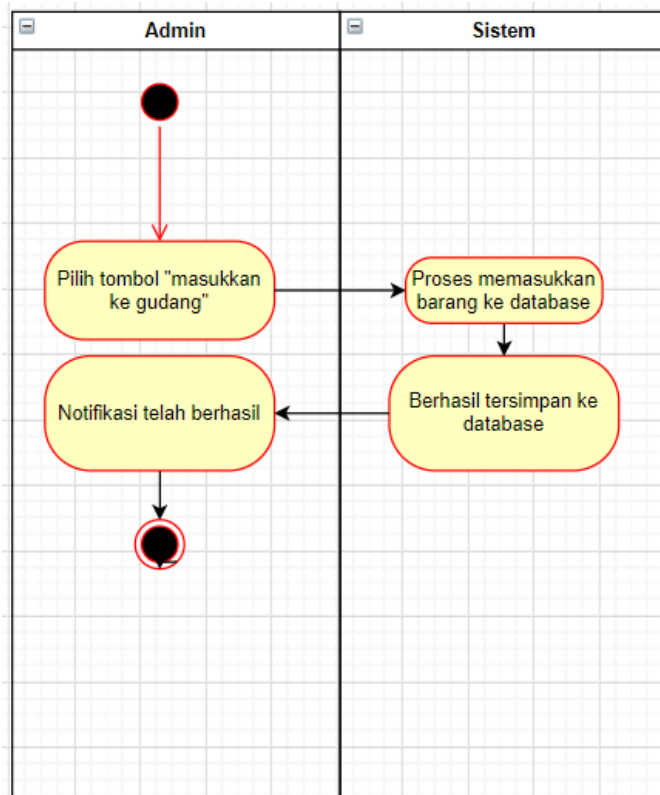 Admin
Sistem
Pilih tombol "masukkan
ke gudang"
Proses memasukkan
barang ke database
Notifikasi telah berhasil
Berhasil tersimpan ke
database